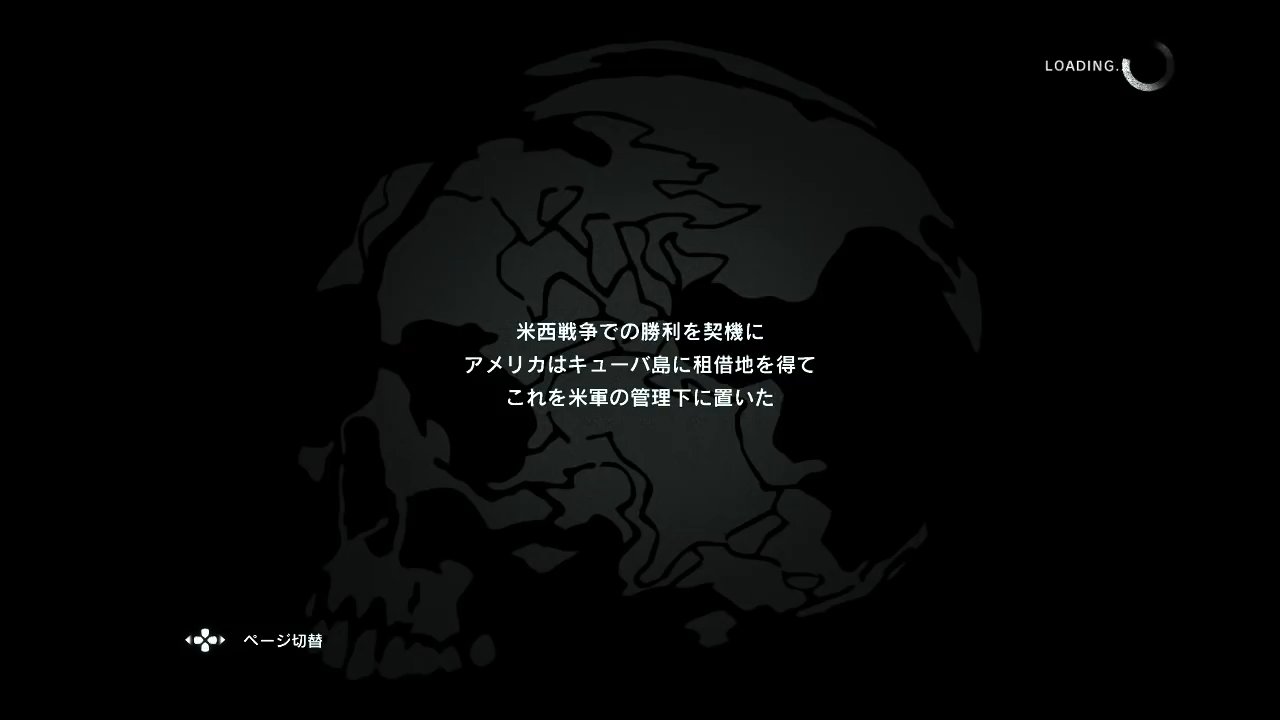 LOADING.
米西戦争での勝利を契機に
アメリカはキューバ島に租借地を得て
これを米軍の管理下に置いた
ページ切替